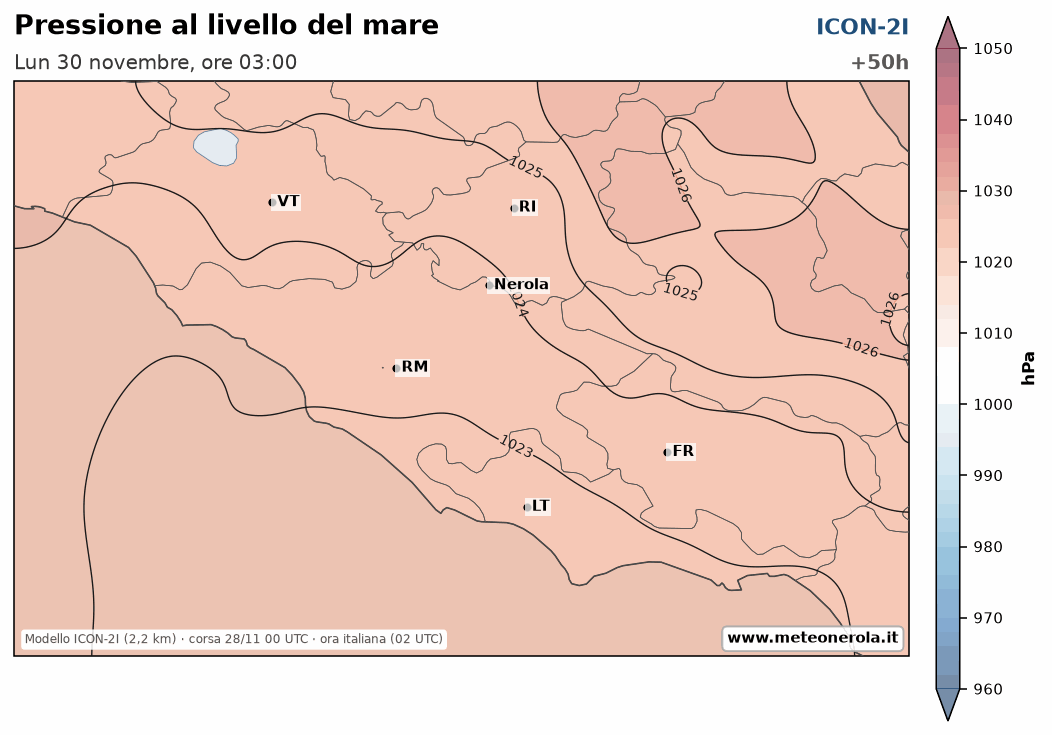 Pressione al livello del mare
ICON-2I
Lun 30 novembre, ore 03:00
+50h
1050
1040
1030
1020
1010
1000
990
980
970
960
hPa
1025
1026
VT
RI
1025
Nerola
1024
1026
1026
RM
1023
FR
LT
Modello ICON-2I (2,2 km) · corsa 28/11 00 UTC · ora italiana (02 UTC)
www.meteonerola.it